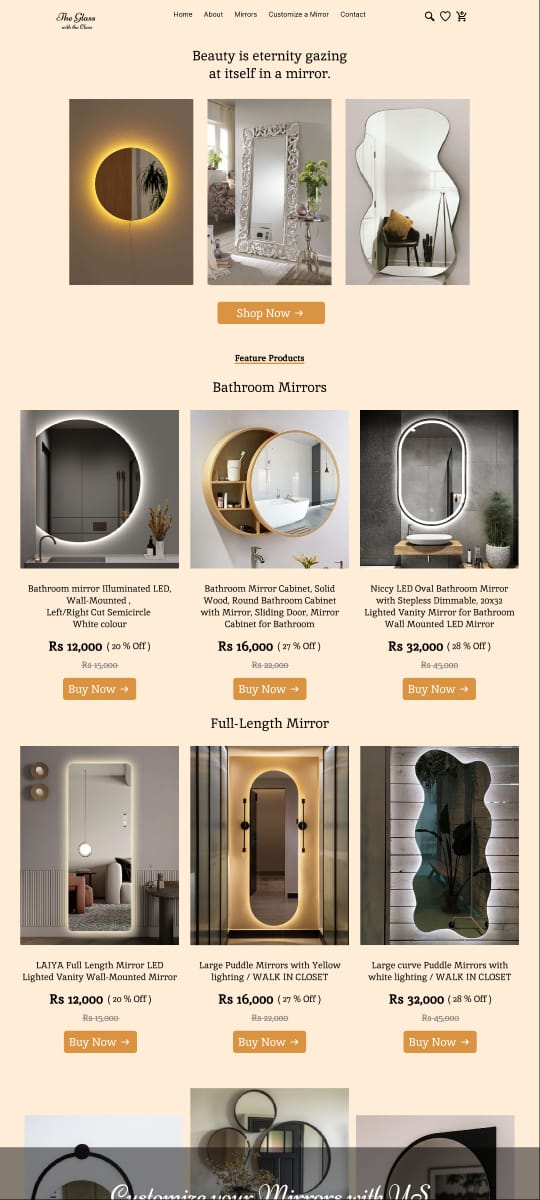 The Glass
with the Class
Home About Mirrors Customize a Mirror Contact
Beauty is eternity gazing
at itself in a mirror.
Shop Now →
Feature Products
Bathroom Mirrors
Bathroom mirror Illuminated LED,
Wall-Mounted ,
Left/Right Cut Semicircle
White colour
Rs 12,000 ( 20 % Off )
Rs 15,000
Buy Now →
Bathroom Mirror Cabinet, Solid
Wood, Round Bathroom Cabinet
with Mirror, Sliding Door, Mirror
Cabinet for Bathroom
Rs 16,000 ( 27 % Off )
Rs 22,000
Buy Now →
Niccy LED Oval Bathroom Mirror
with Stepless Dimmable, 20x32
Lighted Vanity Mirror for Bathroom
Wall Mounted LED Mirror
Rs 32,000 ( 28 % Off )
Rs 45,000
Buy Now →
Full-Length Mirror
LAIYA Full Length Mirror LED
Lighted Vanity Wall-Mounted Mirror
Rs 12,000 ( 20 % Off )
Rs 15,000
Buy Now →
Large Puddle Mirrors with Yellow
lighting / WALK IN CLOSET
Rs 16,000 ( 27 % Off )
Rs 22,000
Buy Now →
Large curve Puddle Mirrors with
white lighting / WALK IN CLOSET
Rs 32,000 ( 28 % Off )
Rs 45,000
Buy Now →
Customize your Mirrors with US